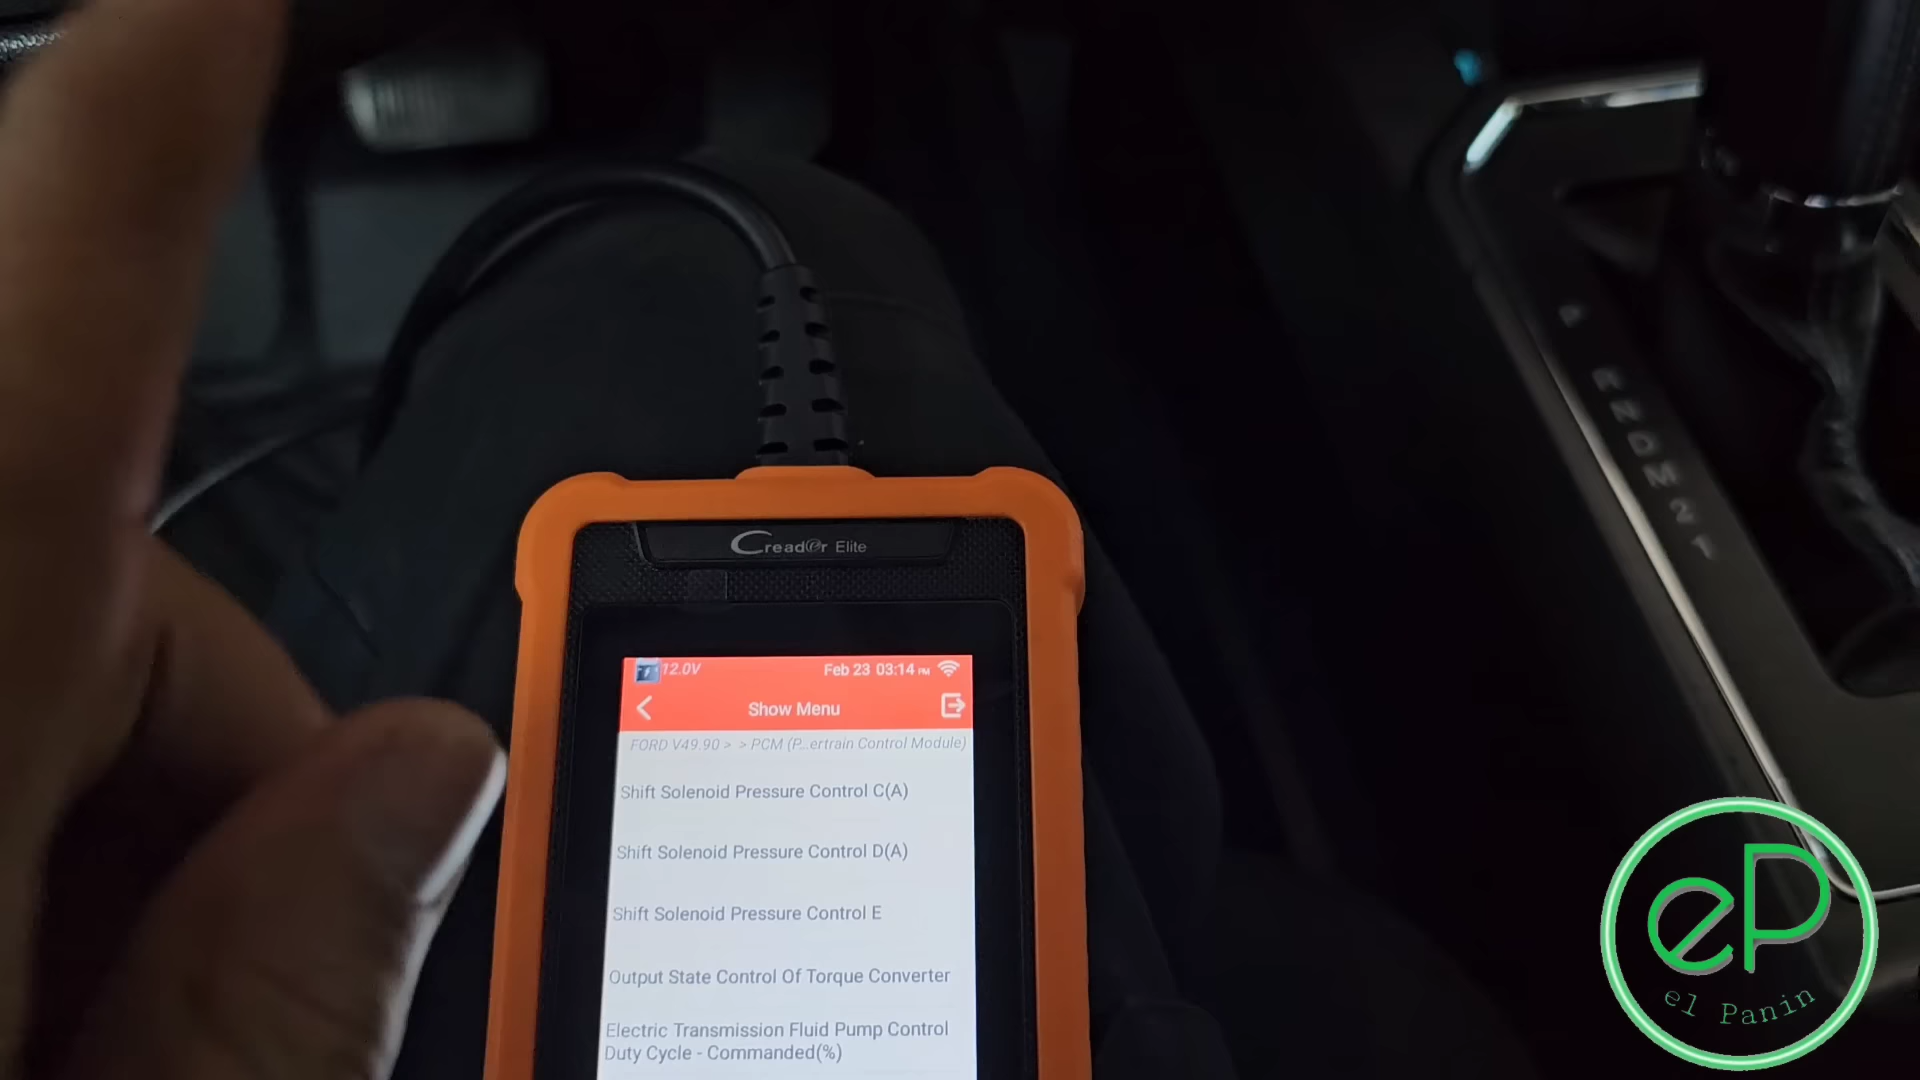 Creader Elite
12.0V Feb 23 03:14 PM
Show Menu
FORD V49.90 > > PCM (P...ertrain Control Module)
Shift Solenoid Pressure Control C(A)
Shift Solenoid Pressure Control D(A)
Shift Solenoid Pressure Control E
Output State Control Of Torque Converter
Electric Transmission Fluid Pump Control
Duty Cycle - Commanded(%)
P
R
N
D
M
2
1
eP
el Panin